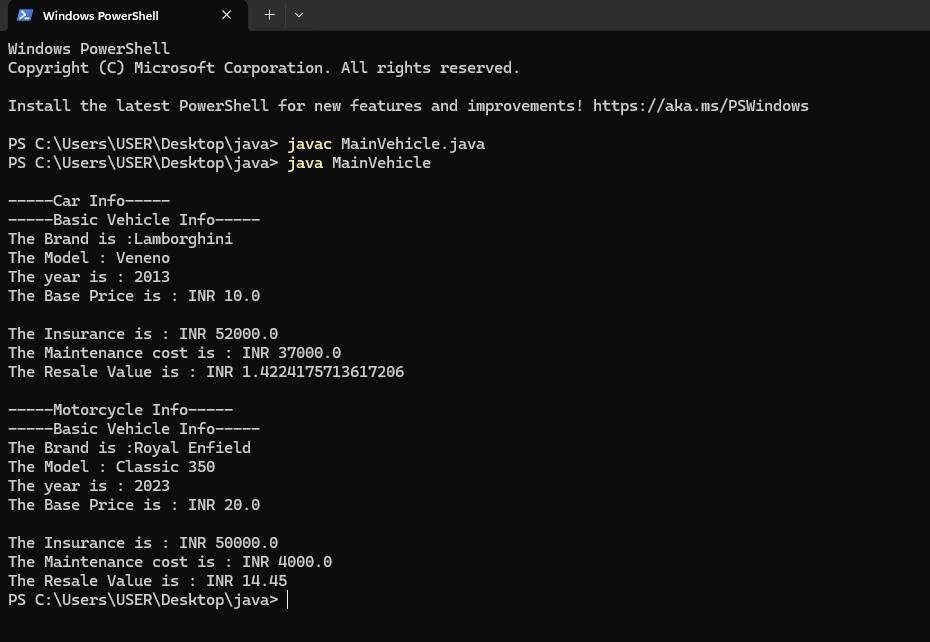 Windows PowerShell
Windows PowerShell
Copyright (C) Microsoft Corporation. All rights reserved.
Install the latest PowerShell for new features and improvements! https://aka.ms/PSWindows
PS C:\Users\USER\Desktop\java> javac MainVehicle.java
PS C:\Users\USER\Desktop\java> java MainVehicle
-----Car Info-----
-----Basic Vehicle Info-----
The Brand is :Lamborghini
The Model : Veneno
The year is : 2013
The Base Price is : INR 10.0
The Insurance is : INR 52000.0
The Maintenance cost is : INR 37000.0
The Resale Value is : INR 1.4224175713617206
-----Motorcycle Info-----
-----Basic Vehicle Info-----
The Brand is :Royal Enfield
The Model : Classic 350
The year is : 2023
The Base Price is : INR 20.0
The Insurance is : INR 50000.0
The Maintenance cost is : INR 4000.0
The Resale Value is : INR 14.45
PS C:\Users\USER\Desktop\java>